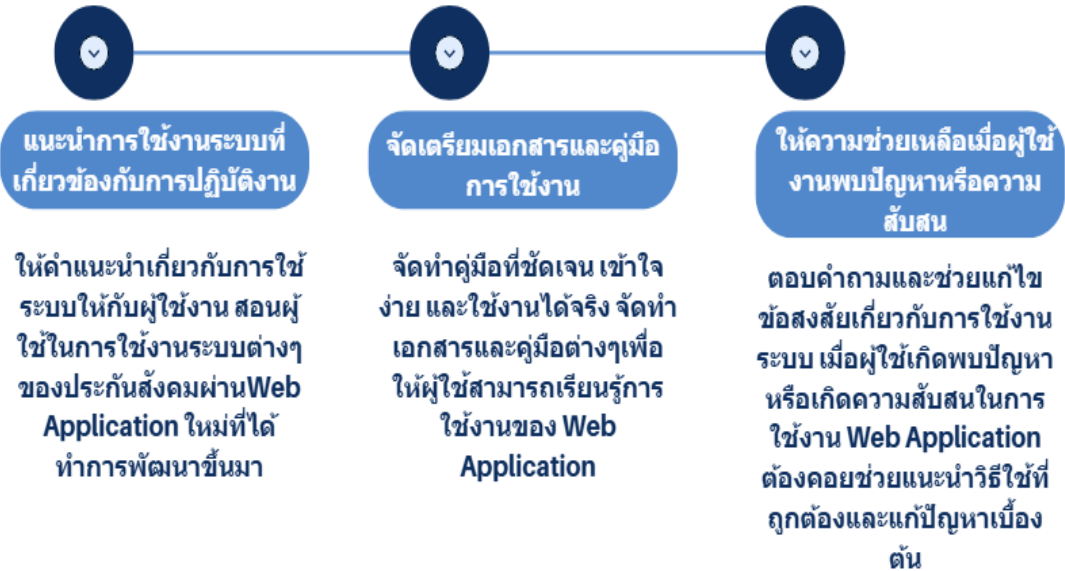 แนะนำการใช้งานระบบที่
เกี่ยวข้องกับการปฏิบัติงาน
ให้คำแนะนำเกี่ยวกับการใช้
ระบบให้กับผู้ใช้งาน สอนผู้
ใช้ในการใช้งานระบบต่างๆ
ของประกันสังคมผ่านWeb
Application ใหม่ที่ได้
ทำการพัฒนาขึ้นมา
จัดเตรียมเอกสารและคู่มือ
การใช้งาน
จัดทำคู่มือที่ชัดเจน เข้าใจ
ง่าย และใช้งานได้จริง จัดทำ
เอกสารและคู่มือต่างๆเพื่อ
ให้ผู้ใช้สามารถเรียนรู้การ
ใช้งานของ Web
Application
ให้ความช่วยเหลือเมื่อผู้ใช้
งานพบปัญหาหรือความ
สับสน
ตอบคำถามและช่วยแก้ไข
ข้อสงสัยเกี่ยวกับการใช้งาน
ระบบ เมื่อผู้ใช้เกิดพบปัญหา
หรือเกิดความสับสนในการ
ใช้งาน Web Application
ต้องคอยช่วยแนะนำวิธีใช้ที่
ถูกต้องและแก้ปัญหาเบื้อง
ต้น